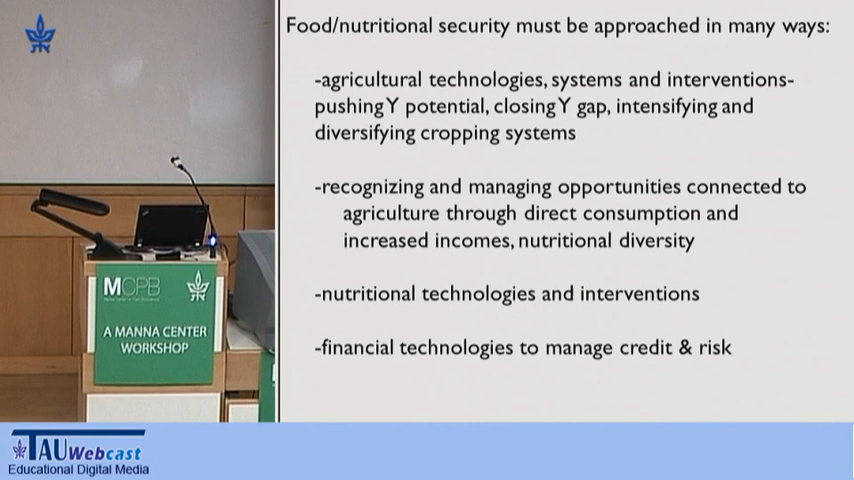 Food/nutritional security must be approached in many ways:
-agricultural technologies, systems and interventions-
pushing Y potential, closing Y gap, intensifying and
diversifying cropping systems
-recognizing and managing opportunities connected to
agriculture through direct consumption and
increased incomes, nutritional diversity
-nutritional technologies and interventions
-financial technologies to manage credit & risk
MCPB
A MANNA CENTER
WORKSHOP
TAU Webcast
Educational Digital Media